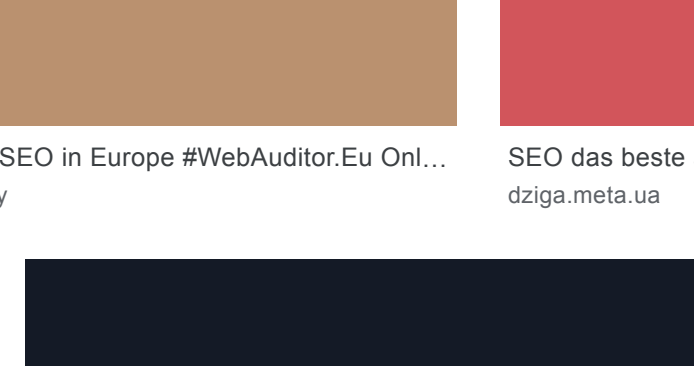 SEO in Europe #WebAuditor.Eu Onl…
SEO das beste
y
dziga.meta.ua